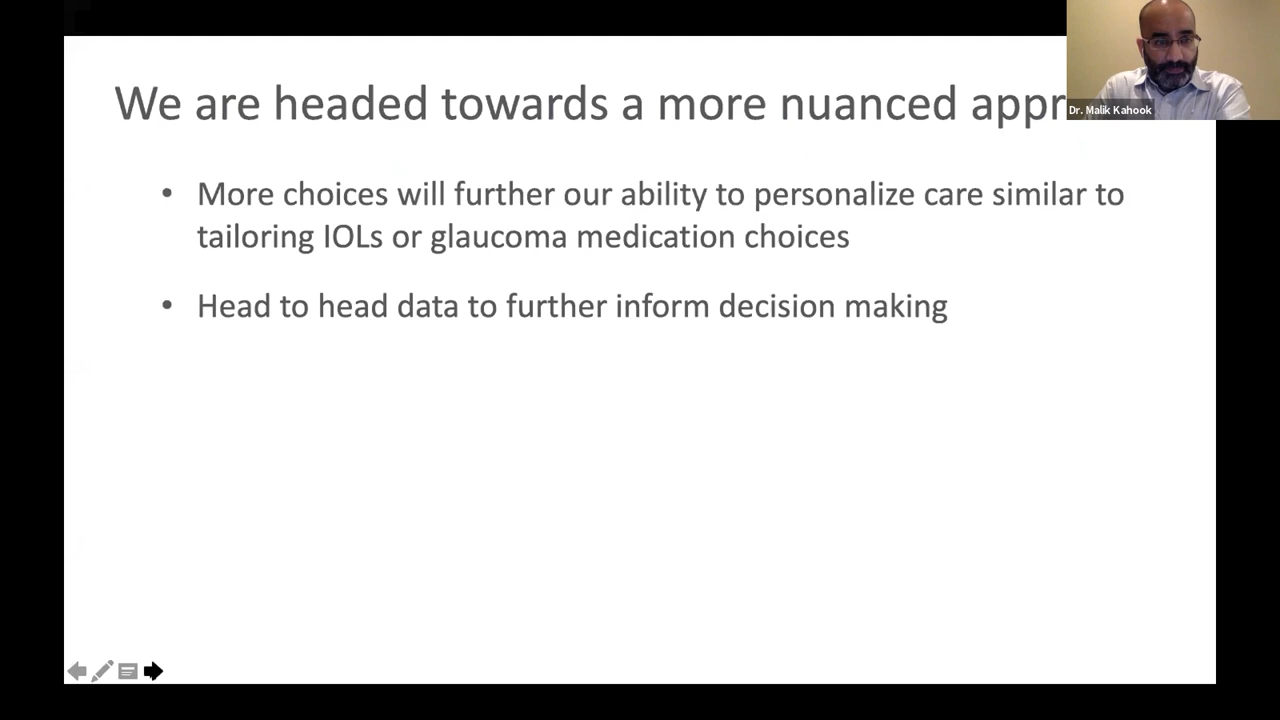 We are headed towards a more nuanced
Dr. Malik Kahook
• More choices will further our ability to personalize care similar to
tailoring IOLs or glaucoma medication choices
• Head to head data to further inform decision making